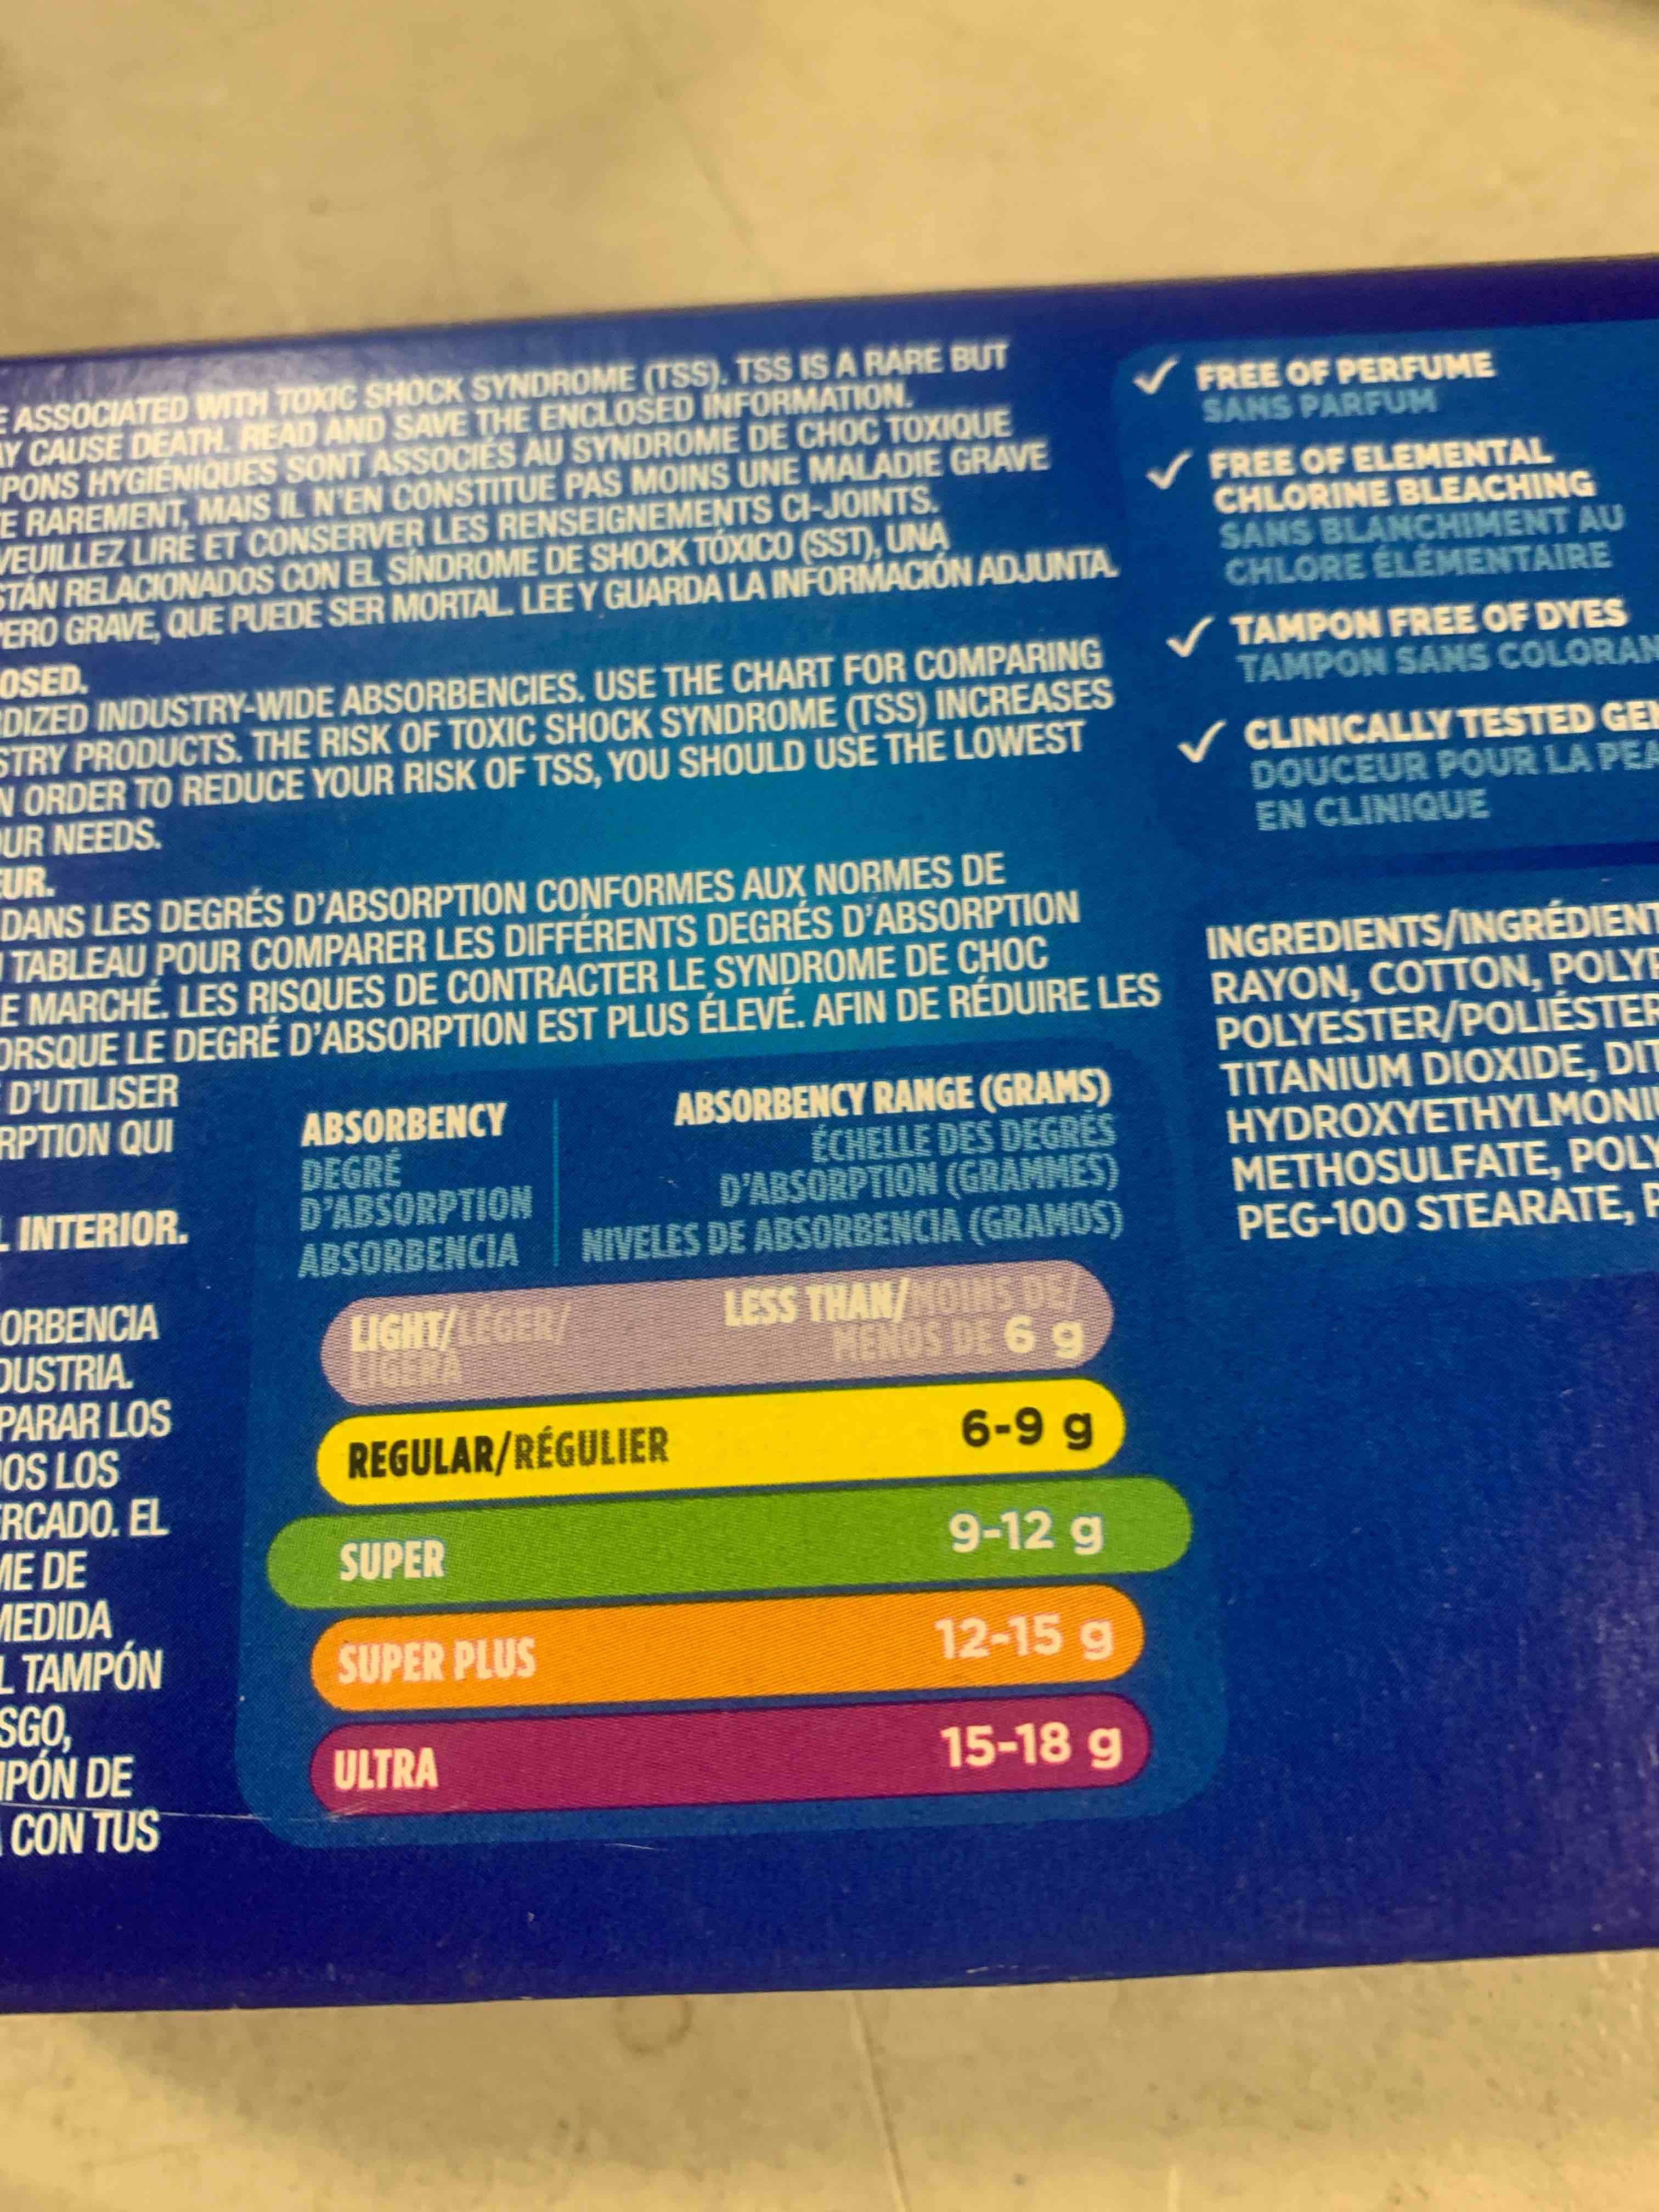 ASSOCIATED WITH TOXIC SHOCK SYNDROME (TSS). TSS IS A RARE BUT
AY CAUSE DEATH. READ AND SAVE THE ENCLOSED INFORMATION.
PONS HYGIÉNIQUES SONT ASSOCIÉS AU SYNDROME DE CHOC TOXIQUE
E RAREMENT, MAIS IL N'EN CONSTITUE PAS MOINS UNE MALADIE GRAVE
VEUILLEZ LIRE ET CONSERVER LES RENSEIGNEMENTS CI-JOINTS.
STÁN RELACIONADOS CON EL SÍNDROME DE SHOCK TÓXICO (SST), UNA
PERO GRAVE, QUE PUEDE SER MORTAL. LEE Y GUARDA LA INFORMACIÓN ADJUNTA.
OSED.
DIZED INDUSTRY-WIDE ABSORBENCIES. USE THE CHART FOR COMPARING
STRY PRODUCTS. THE RISK OF TOXIC SHOCK SYNDROME (TSS) INCREASES
N ORDER TO REDUCE YOUR RISK OF TSS, YOU SHOULD USE THE LOWEST
OUR NEEDS.
EUR.
DANS LES DEGRÉS D'ABSORPTION CONFORMES AUX NORMES DE
TABLEAU POUR COMPARER LES DIFFÉRENTS DEGRÉS D'ABSORPTION
E MARCHÉ. LES RISQUES DE CONTRACTER LE SYNDROME DE CHOC
ORSQUE LE DEGRÉ D'ABSORPTION EST PLUS ÉLEVÉ. AFIN DE RÉDUIRE LES
D'UTILISER
RPTION QUI
L INTERIOR.
ORBENCIA
DUSTRIA.
PARAR LOS
OS LOS
ERCADO. EL
ME DE
MEDIDA
L TAMPÓN
SGO,
MPÓN DE
CON TUS
ABSORBENCY
DEGRÉ
D'ABSORPTION
ABSORBENCIA
ABSORBENCY RANGE (GRAMS)
ÉCHELLE DES DEGRÉS
D'ABSORPTION (GRAMMES)
NIVELES DE ABSORBENCIA (GRAMOS)
LIGHT/LÉGER/
LIGERA
LESS THAN/MOINS DE/
MENOS DE 6 g
REGULAR/RÉGULIER 6-9 g
SUPER 9-12 g
SUPER PLUS 12-15 g
ULTRA 15-18 g
✓ FREE OF PERFUME
SANS PARFUM
✓ FREE OF ELEMENTAL
CHLORINE BLEACHING
SANS BLANCHIMENT AU
CHLORE ÉLÉMENTAIRE
✓ TAMPON FREE OF DYES
TAMPON SANS COLORAN
✓ CLINICALLY TESTED GE
DOUCEUR POUR LA PEA
EN CLINIQUE
INGREDIENTS/INGRÉDIENT
RAYON, COTTON, POLYP
POLYESTER/POLIÉSTER
TITANIUM DIOXIDE, DIT
HYDROXYETHYLMONI
METHOSULFATE, POLY
PEG-100 STEARATE, P